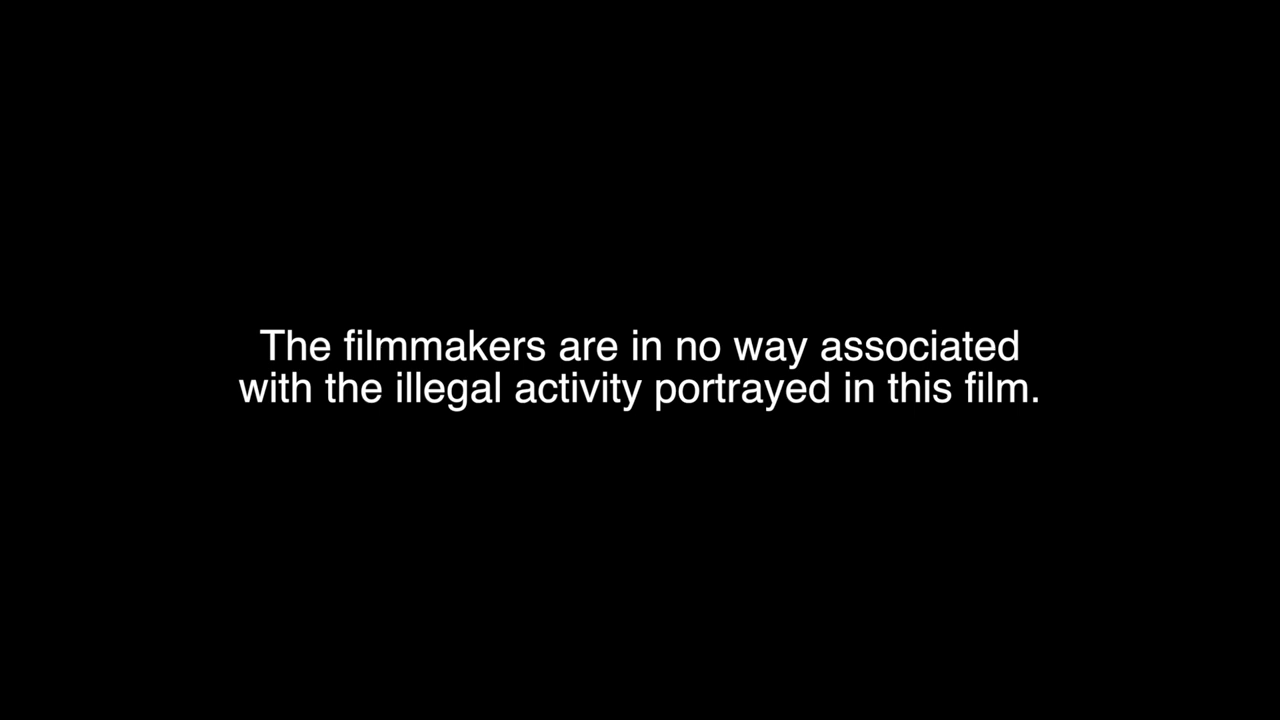 The filmmakers are in no way associated
with the illegal activity portrayed in this film.